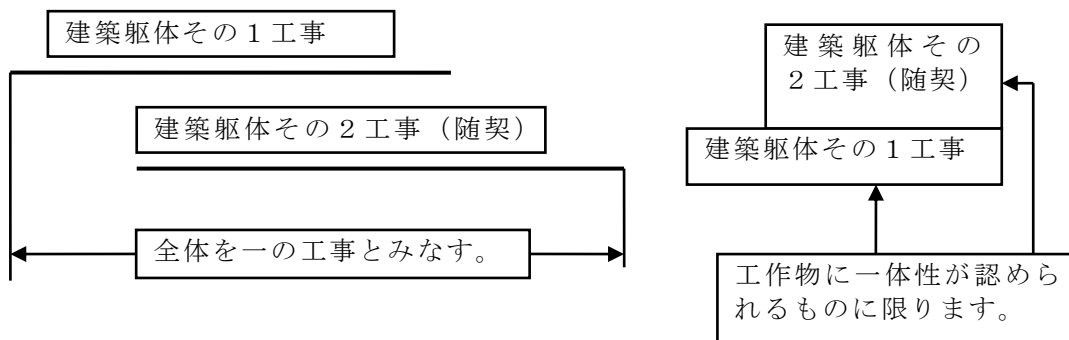 建築躯体その１工事
建築躯体その２工事（随契）
全体を一の工事とみなす。
建築躯体その
２工事（随契）
建築躯体その１工事
工作物に一体性が認めら
れるものに限ります。